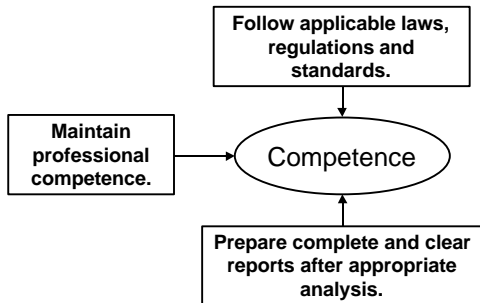 Follow applicable laws,
regulations and
standards.
Maintain
professional
competence.
Competence
Prepare complete and clear
reports after appropriate
analysis.